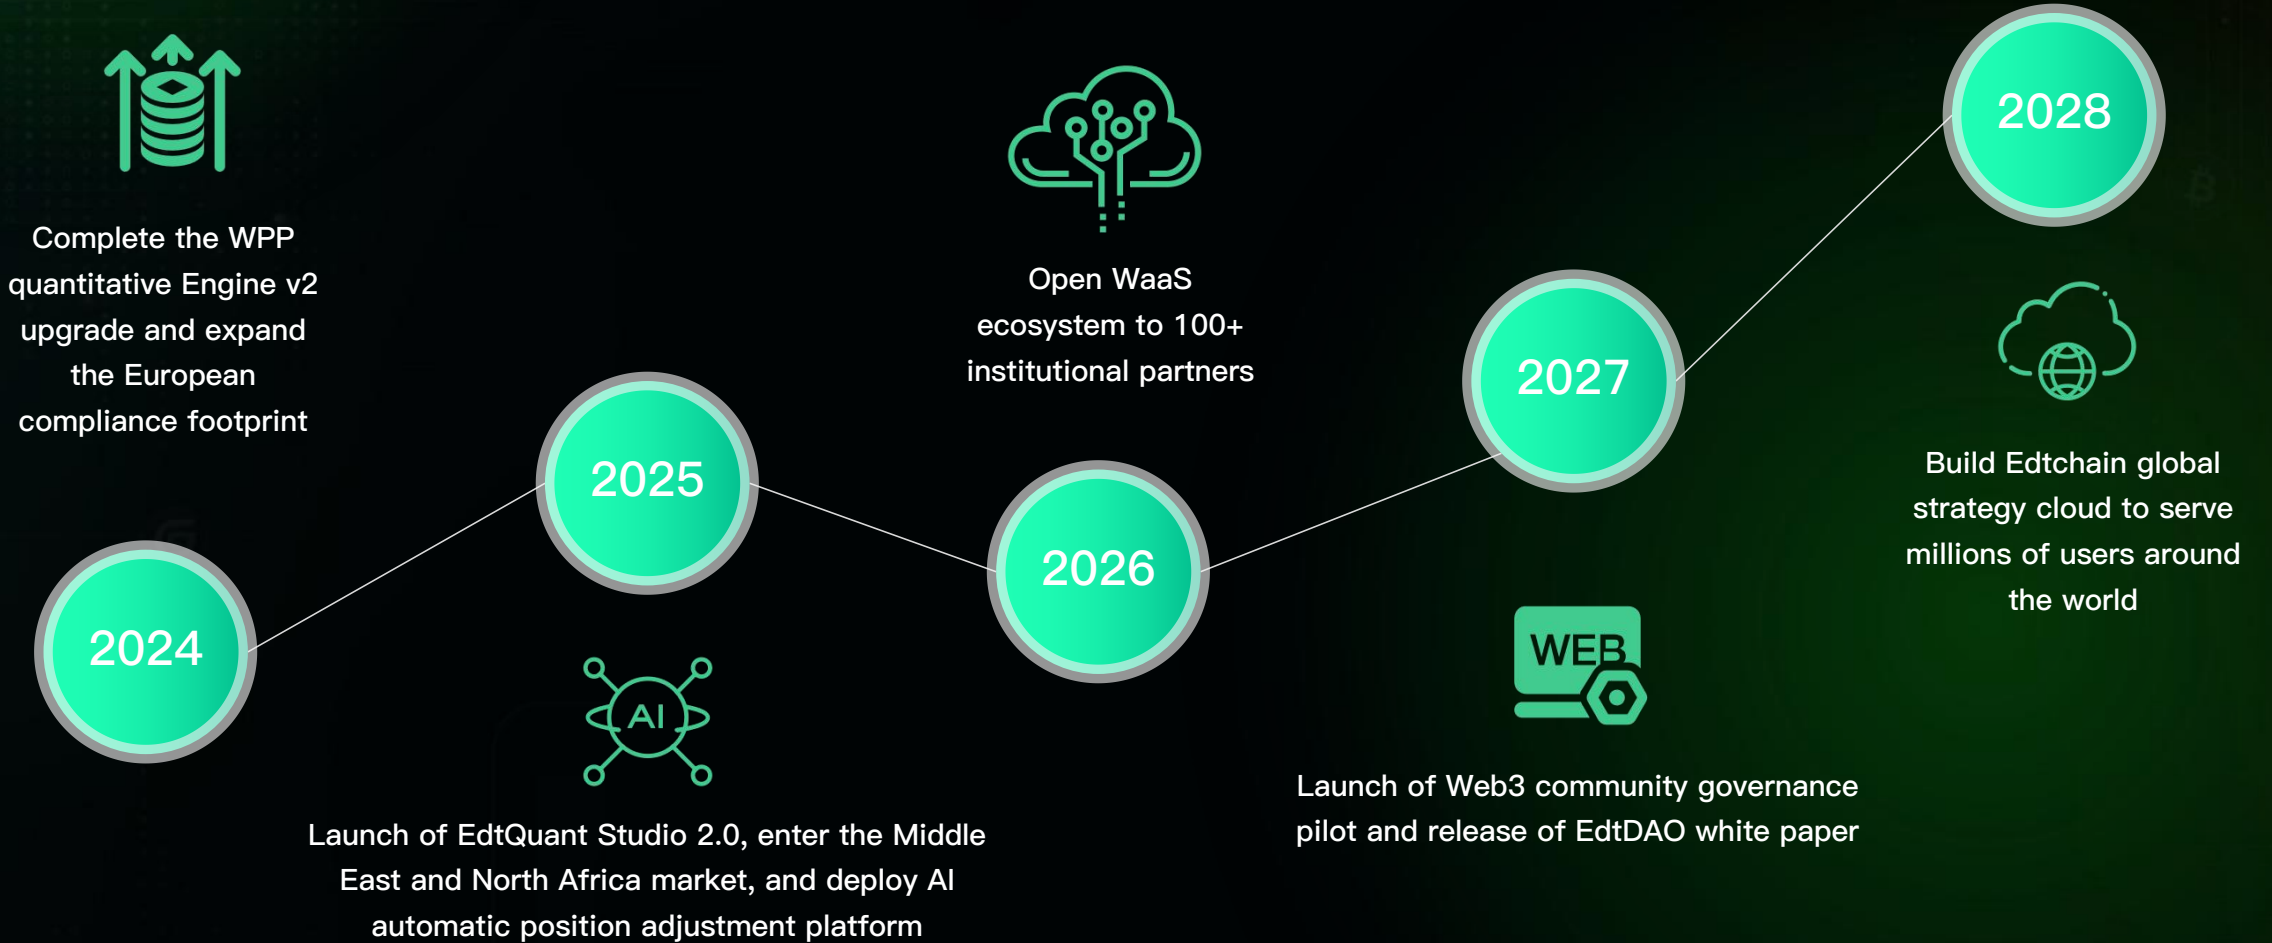 2024
Complete the WPP
quantitative Engine v2
upgrade and expand
the European
compliance footprint
2025
AI
Launch of EdtQuant Studio 2.0, enter the Middle
East and North Africa market, and deploy AI
automatic position adjustment platform
Open WaaS
ecosystem to 100+
institutional partners
2026
2027
WEB
Launch of Web3 community governance
pilot and release of EdtDAO white paper
2028
Build Edtchain global
strategy cloud to serve
millions of users around
the world